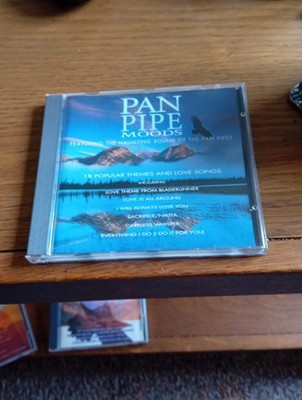 PAN
PIPE
MOODS
FEATURING THE HAUNTING SOUND OF THE PAN PIPES
18 POPULAR THEMES AND LOVE SONGS
INCLUDING
LOVE THEME FROM BLADERUNNER
LOVE IS ALL AROUND
I WILL ALWAYS LOVE YOU
CARELESS WHISPER
(EVERYTHING I DO) I DO IT FOR YOU